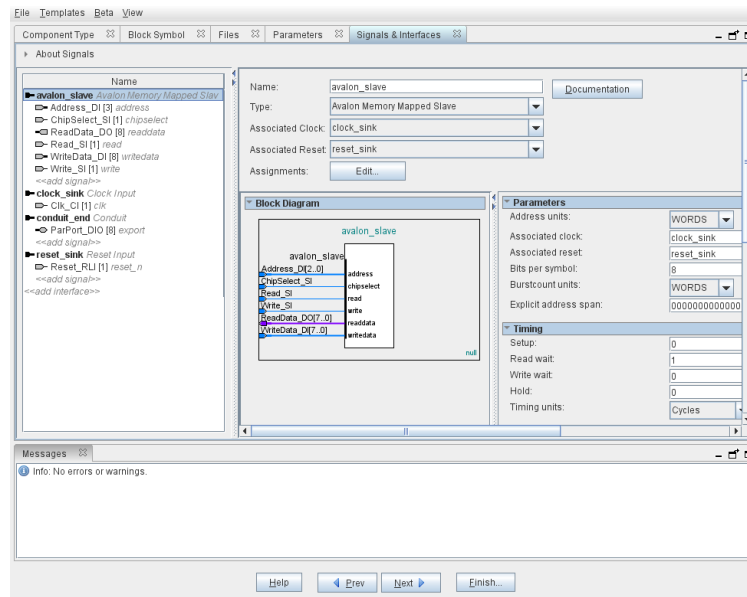 File Templates Beta View
Component Type Block Symbol Files Parameters Signals & Interfaces
About Signals
Name
avalon_slave Avalon Memory Mapped Slav
Address_DI [3] address
ChipSelect_SI [1] chipselect
ReadData_DO [8] readdata
Read_SI [1] read
WriteData_DI [8] writedata
Write_SI [1] write
<<add signal>>
clock_sink Clock Input
Clk_CI [1] clk
conduit_end Conduit
ParPort_DIO [8] export
<<add signal>>
reset_sink Reset Input
Reset_RLI [1] reset_n
<<add signal>>
<<add interface>>
Name: avalon_slave Documentation
Type: Avalon Memory Mapped Slave
Associated Clock: clock_sink
Associated Reset: reset_sink
Assignments: Edit...
Block Diagram
avalon_slave
avalon_slave
Address_DI[2..0] address
ChipSelect_SI chipselect
Read_SI read
Write_SI write
ReadData_DO[7..0] readdata
WriteData_DI[7..0] writedata
null
Parameters
Address units: WORDS
Associated clock: clock_sink
Associated reset: reset_sink
Bits per symbol: 8
Burstcount units: WORDS
Explicit address span: 0000000000000
Timing
Setup: 0
Read wait: 1
Write wait: 0
Hold: 0
Timing units: Cycles
Messages
Info: No errors or warnings.
Help Prev Next Finish...